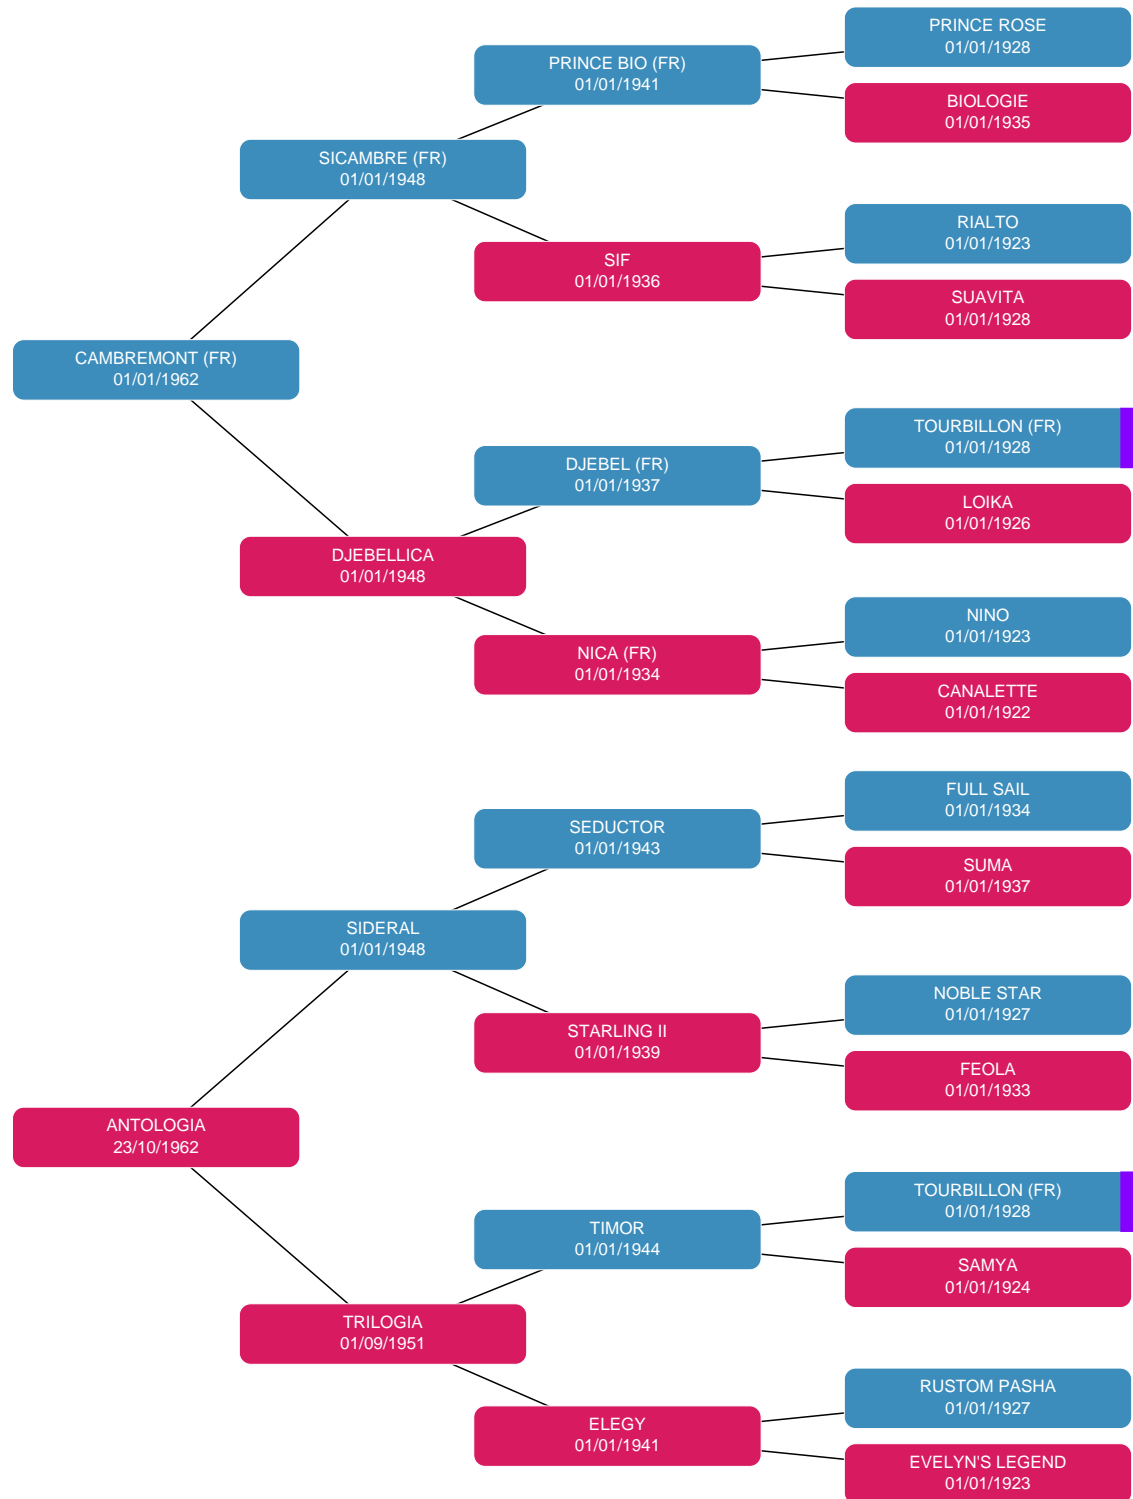 PRINCE ROSE
01/01/1928
PRINCE BIO (FR)
01/01/1941
BIOLOGIE
01/01/1935
SICAMBRE (FR)
01/01/1948
RIALTO
01/01/1923
SIF
01/01/1936
SUAVITA
01/01/1928
CAMBREMONT (FR)
01/01/1962
TOURBILLON (FR)
01/01/1928
DJEBEL (FR)
01/01/1937
LOIKA
01/01/1926
DJEBELLICA
01/01/1948
NINO
01/01/1923
NICA (FR)
01/01/1934
CANALETTE
01/01/1922
FULL SAIL
01/01/1934
SEDUCTOR
01/01/1943
SUMA
01/01/1937
SIDERAL
01/01/1948
NOBLE STAR
01/01/1927
STARLING II
01/01/1939
FEOLA
01/01/1933
ANTOLOGIA
23/10/1962
TOURBILLON (FR)
01/01/1928
TIMOR
01/01/1944
SAMYA
01/01/1924
TRILOGIA
01/09/1951
RUSTOM PASHA
01/01/1927
ELEGY
01/01/1941
EVELYN'S LEGEND
01/01/1923